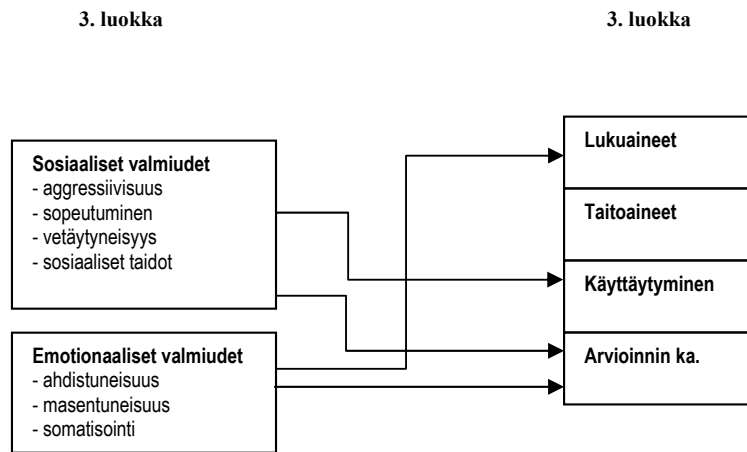 3. luokka
3. luokka
Sosiaaliset valmiudet
- aggressiivisuus
- sopeutuminen
- vetäytyneisyys
- sosiaaliset taidot
Emotionaaliset valmiudet
- ahdistuneisuus
- masentuneisuus
- somatisointi
Lukuaineet
Taitoaineet
Käyttäytyminen
Arvioinnin ka.